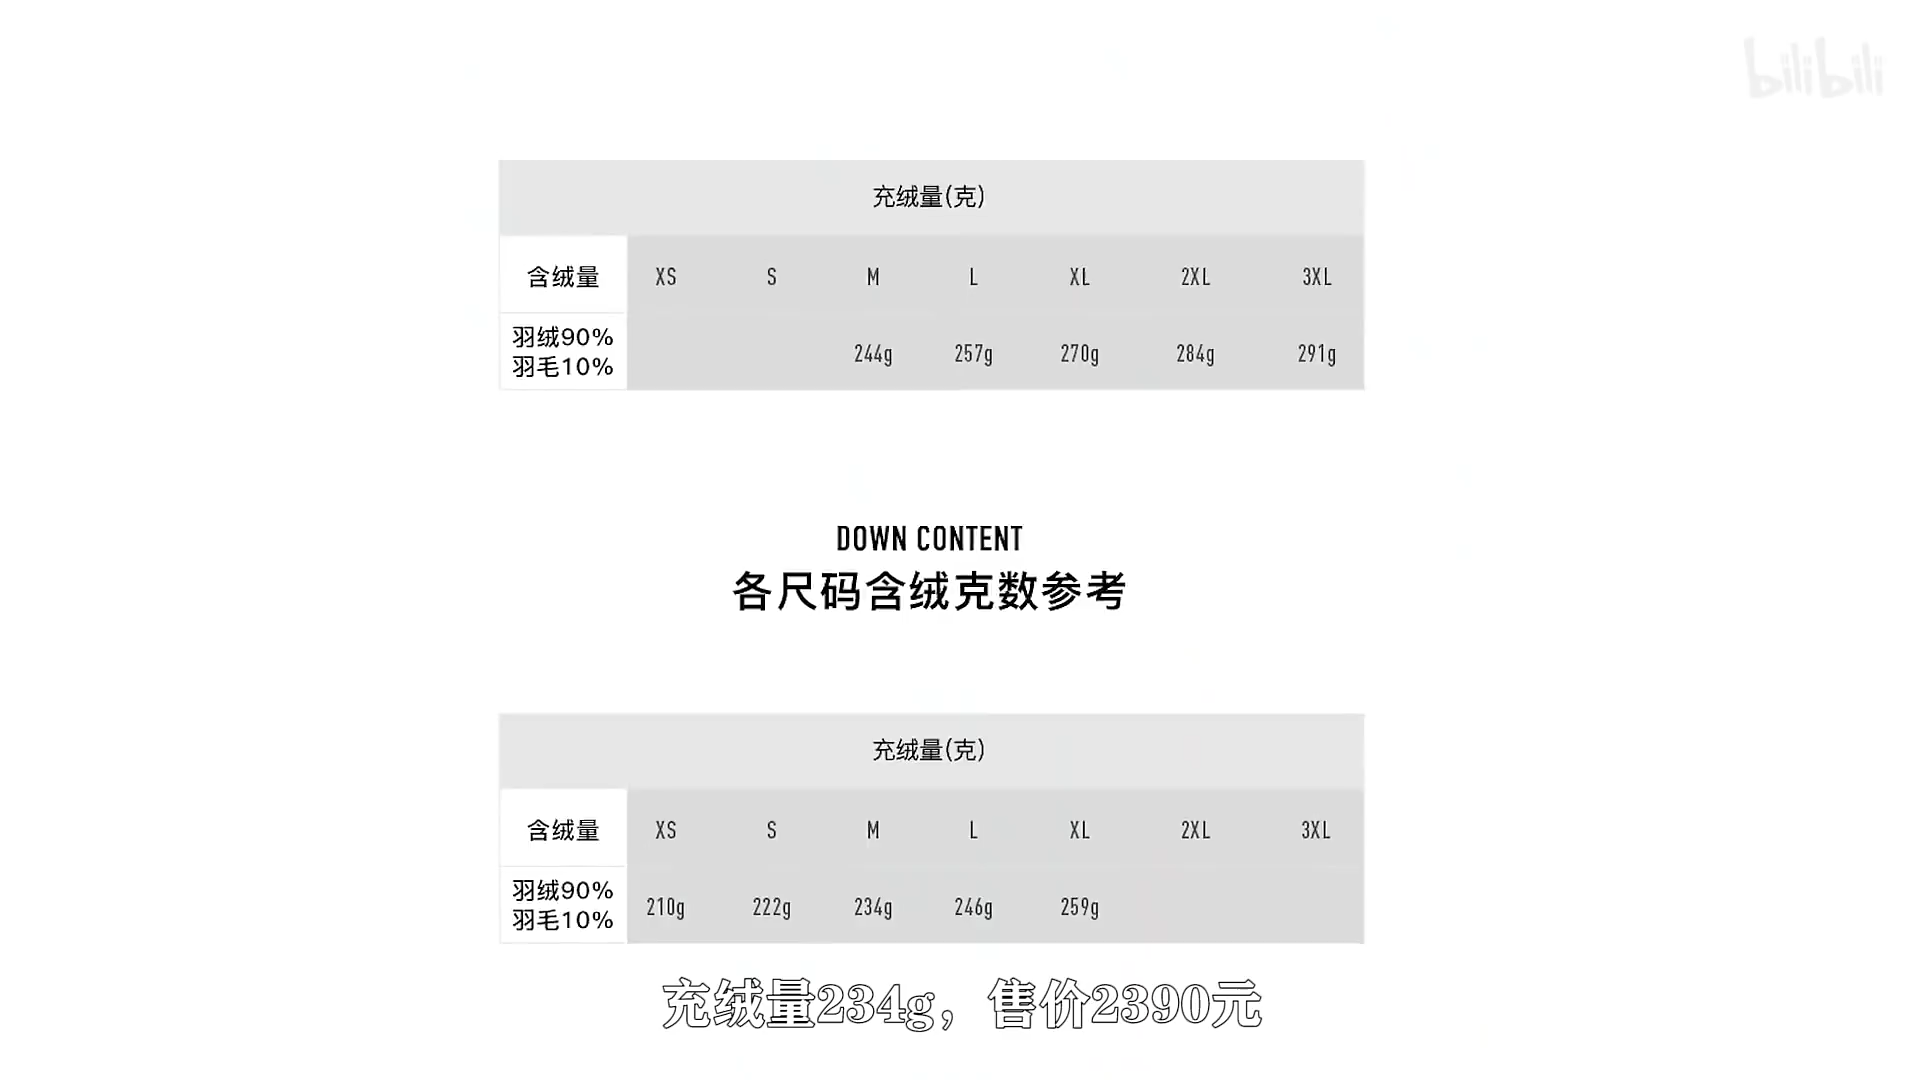 bilibili
充绒量(克)
含绒量 XS S M L XL 2XL 3XL
羽绒90%
羽毛10%
244g 257g 270g 284g 291g
DOWN CONTENT
各尺码含绒克数参考
充绒量(克)
含绒量 XS S M L XL 2XL 3XL
羽绒90%
羽毛10%
210g 222g 234g 246g 259g
充绒量234g，售价2390元